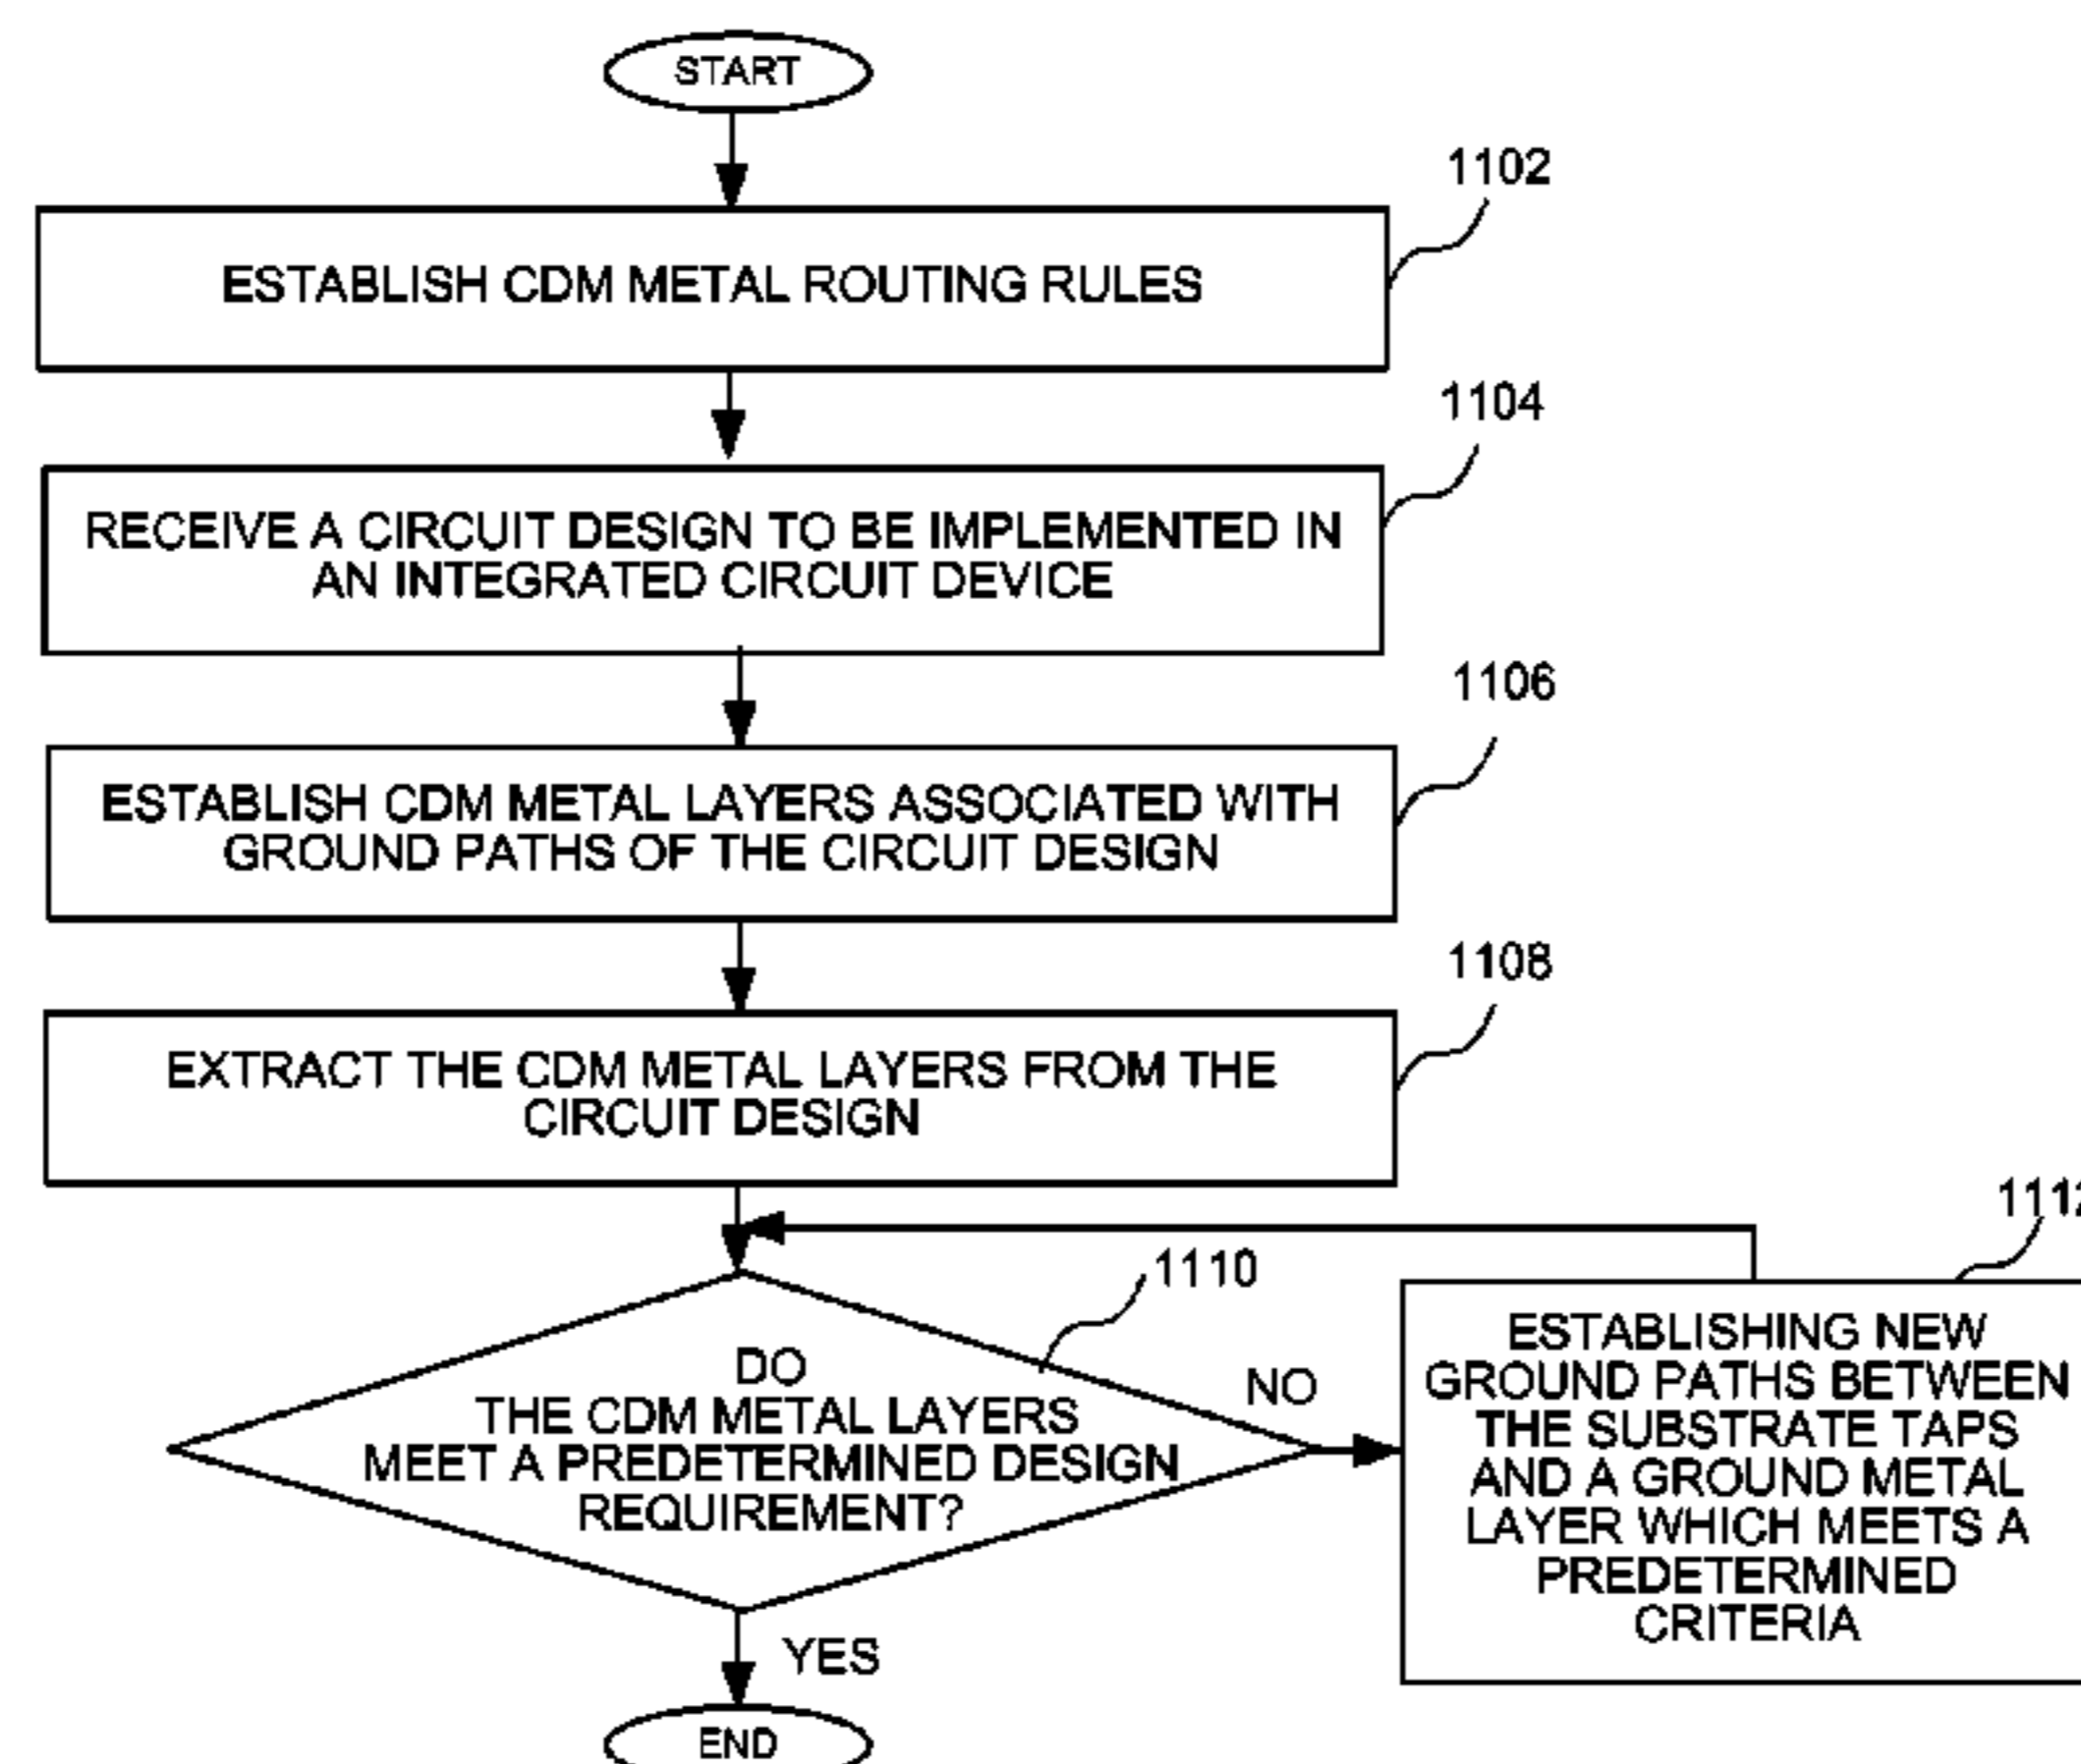 START
1102
ESTABLISH CDM METAL ROUTING RULES
1104
RECEIVE A CIRCUIT DESIGN TO BE IMPLEMENTED IN
AN INTEGRATED CIRCUIT DEVICE
1106
ESTABLISH CDM METAL LAYERS ASSOCIATED WITH
GROUND PATHS OF THE CIRCUIT DESIGN
1108
EXTRACT THE CDM METAL LAYERS FROM THE
CIRCUIT DESIGN
1112
1110
DO
THE CDM METAL LAYERS
MEET A PREDETERMINED DESIGN
REQUIREMENT?
NO
ESTABLISHING NEW
GROUND PATHS BETWEEN
THE SUBSTRATE TAPS
AND A GROUND METAL
LAYER WHICH MEETS A
PREDETERMINED
CRITERIA
YES
END